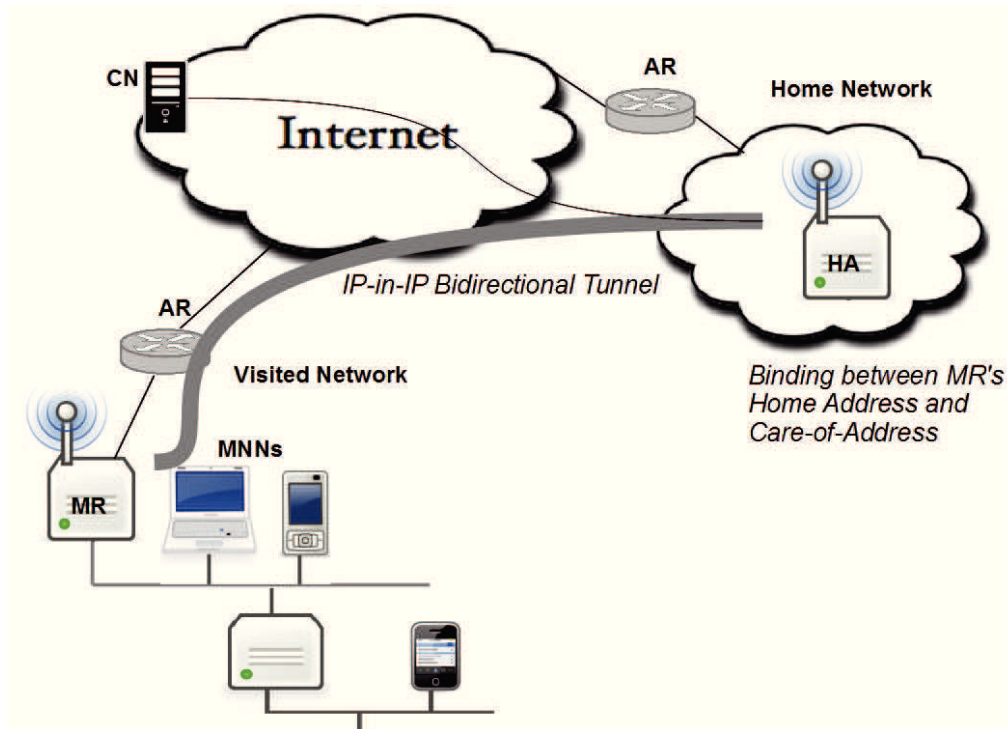 CN
AR
Home Network
Internet
HA
IP-in-IP Bidirectional Tunnel
AR
Visited Network
Binding between MR's
Home Address and
Care-of-Address
MNNs
MR